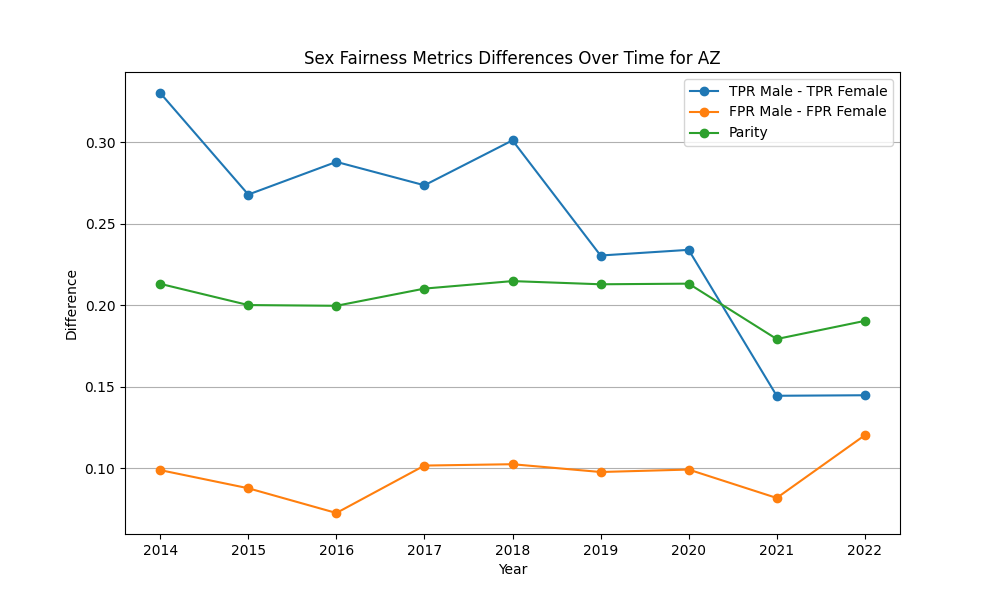 Sex Fairness Metrics Differences Over Time for AZ
TPR Male - TPR Female
FPR Male - FPR Female
Parity
0.30
0.25
0.20
0.15
0.10
Difference
2014 2015 2016 2017 2018 2019 2020 2021 2022
Year